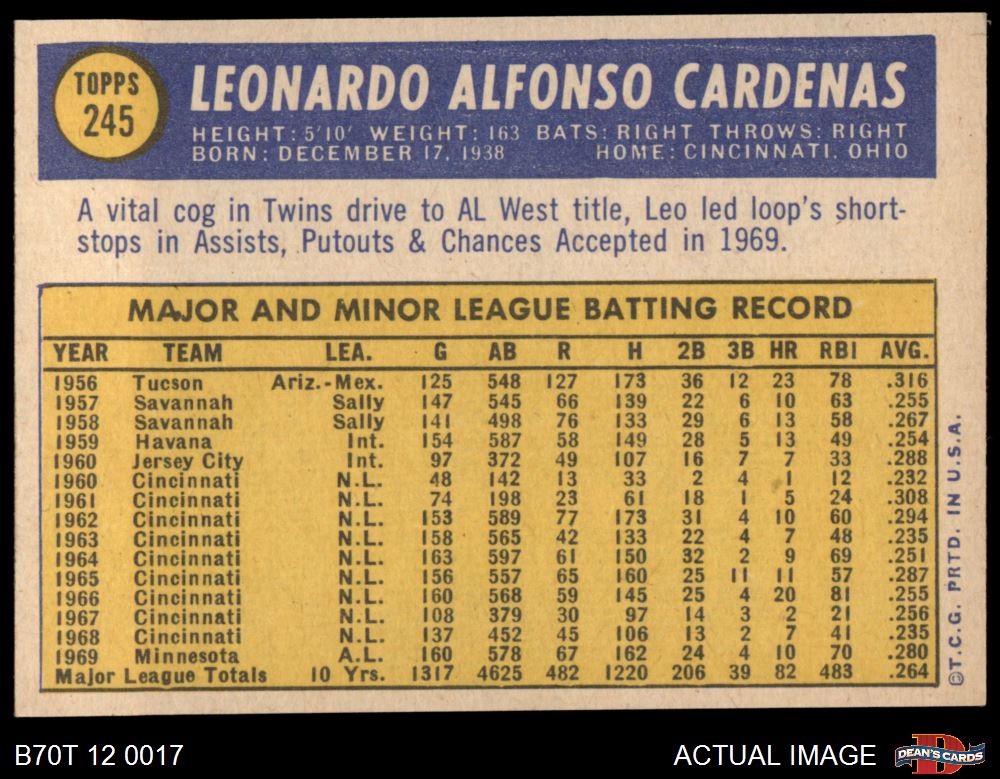 TOPPS
245
LEONARDO ALFONSO CARDENAS
HEIGHT: 5'10' WEIGHT: 163 BATS: RIGHT THROWS: RIGHT
BORN: DECEMBER 17, 1938 HOME: CINCINNATI, OHIO
A vital cog in Twins drive to AL West title, Leo led loop's short-
stops in Assists, Putouts & Chances Accepted in 1969.
MAJOR AND MINOR LEAGUE BATTING RECORD
YEAR TEAM LEA. G AB R H 2B 3B HR RBI AVG.
1956 Tucson Ariz.-Mex. 125 548 127 173 36 12 23 78 .316
1957 Savannah Sally 147 545 66 139 22 6 10 63 .255
1958 Savannah Sally 141 498 76 133 29 6 13 58 .267
1959 Havana Int. 154 587 58 149 28 5 13 49 .254
1960 Jersey City Int. 97 372 49 107 16 7 7 33 .288
1960 Cincinnati N.L. 48 142 13 33 2 4 1 12 .232
1961 Cincinnati N.L. 74 198 23 61 18 1 5 24 .308
1962 Cincinnati N.L. 153 589 77 173 31 4 10 60 .294
1963 Cincinnati N.L. 158 565 42 133 22 4 7 48 .235
1964 Cincinnati N.L. 163 597 61 150 32 2 9 69 .251
1965 Cincinnati N.L. 156 557 65 160 25 11 11 57 .287
1966 Cincinnati N.L. 160 568 59 145 25 4 20 81 .255
1967 Cincinnati N.L. 108 379 30 97 14 3 2 21 .256
1968 Cincinnati N.L. 137 452 45 106 13 2 7 41 .235
1969 Minnesota A.L. 160 578 67 162 24 4 10 70 .280
Major League Totals 10 Yrs. 1317 4625 482 1220 206 39 82 483 .264
©T.C.G. PRTD. IN U.S.A.
B70T 12 0017 ACTUAL IMAGE
DEAN'S CARDS